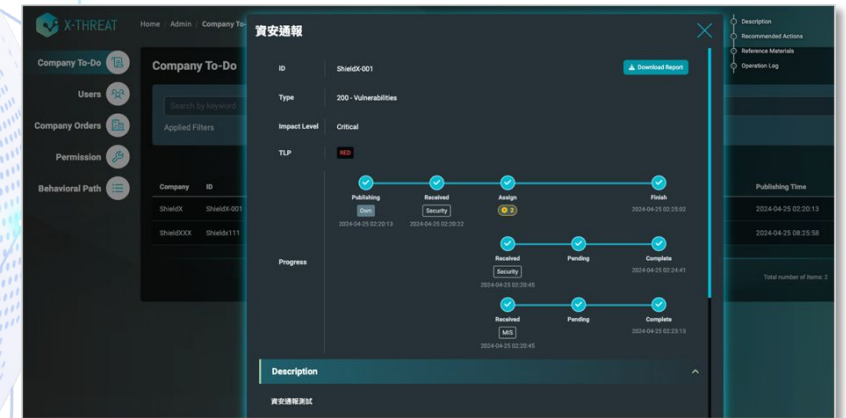 X-THREAT
Home / Admin / Company To-
Company To-Do
Users
Company Orders
Permission
Behavioral Path
Company To-Do
Search by keyword
Applied Filters
Company ID
ShieldX ShieldX-001
ShieldXXX Shieldx111
資安通報
ID ShieldX-001
Download Report
Type 200 - Vulnerabilities
Impact Level Critical
TLP RED
Progress
Publishing Received Assign Finish
Own Security 2 2024-04-25 02:25:02
2024-04-25 02:20:13 2024-04-25 02:20:22
Received Pending Complete
Security 2024-04-25 02:24:41
2024-04-25 02:20:45
Received Pending Complete
MIS 2024-04-25 02:23:13
2024-04-25 02:20:45
Description
資安通報測試
Description
Recommended Actions
Reference Materials
Operation Log
Publishing Time
2024-04-25 02:20:13
2024-04-25 08:25:58
Total number of items: 2